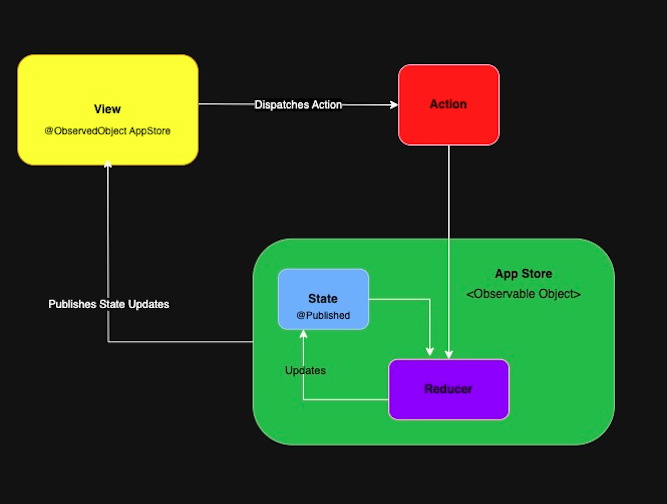 View
@ObservedObject AppStore
Dispatches Action
Action
App Store
<Observable Object>
State
@Published
Publishes State Updates
Updates
Reducer